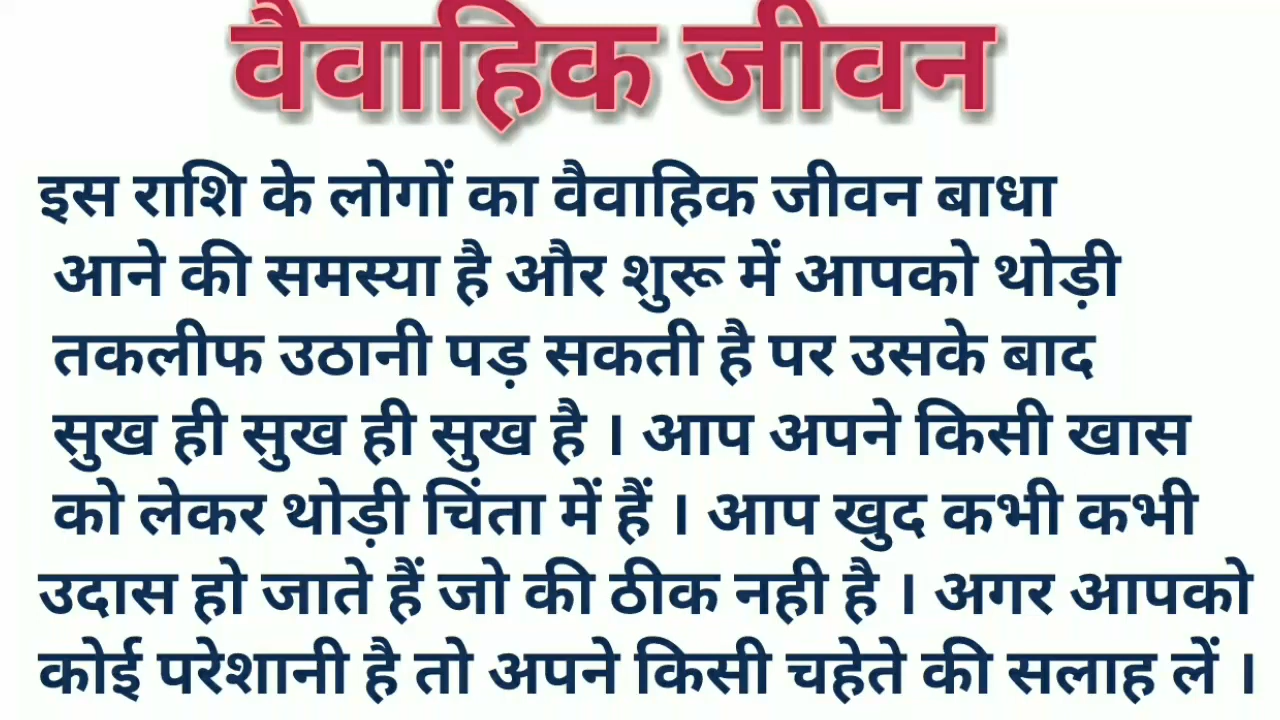 वैवाहिक जीवन
इस राशि के लोगों का वैवाहिक जीवन बाधा
आने की समस्या है और शुरू में आपको थोड़ी
तकलीफ उठानी पड़ सकती है पर उसके बाद
सुख ही सुख ही सुख है । आप अपने किसी खास
को लेकर थोड़ी चिंता में हैं । आप खुद कभी कभी
उदास हो जाते हैं जो की ठीक नही है । अगर आपको
कोई परेशानी है तो अपने किसी चहेते की सलाह लें ।